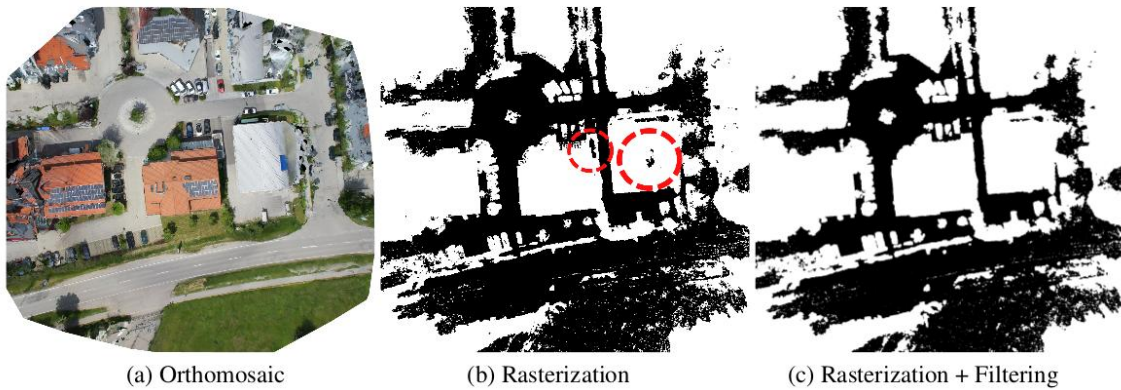 (a) Orthomosaic
(b) Rasterization
(c) Rasterization + Filtering